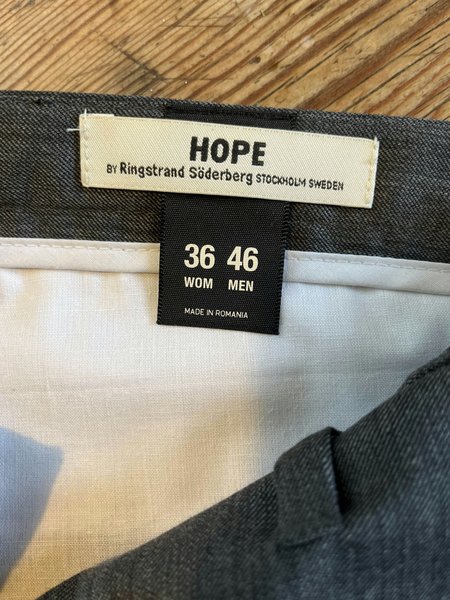 HOPE
BY Ringstrand Söderberg STOCKHOLM SWEDEN
36 46
WOM MEN
MADE IN ROMANIA